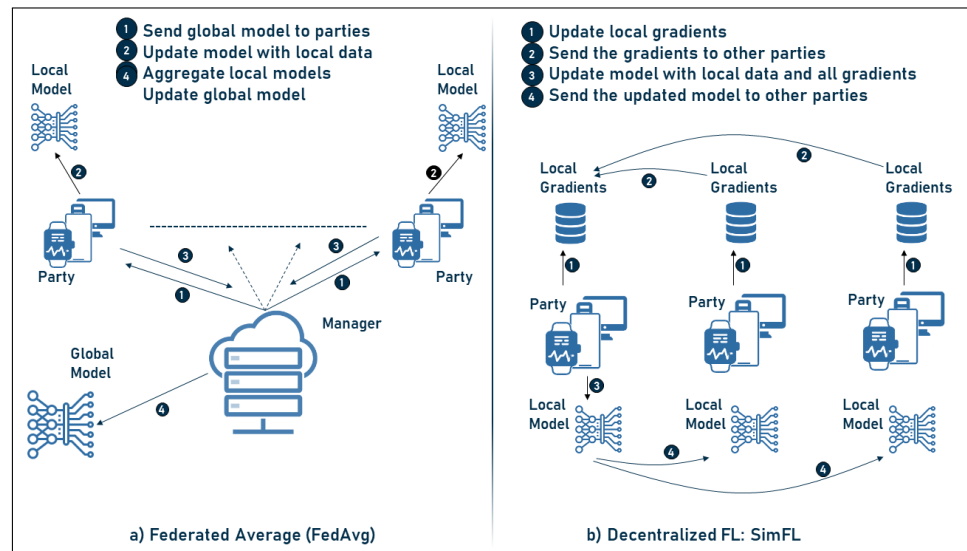 1 Send global model to parties
2 Update model with local data
4 Aggregate local models
Update global model
Local
Model
Local
Model
2
2
Party
Party
3
3
1
1
Manager
Global
Model
4
a) Federated Average (FedAvg)
1 Update local gradients
2 Send the gradients to other parties
3 Update model with local data and all gradients
4 Send the updated model to other parties
2
2
Local
Gradients
Local
Gradients
Local
Gradients
1
1
1
Party
Party
Party
3
Local
Model
Local
Model
Local
Model
4
4
b) Decentralized FL: SimFL